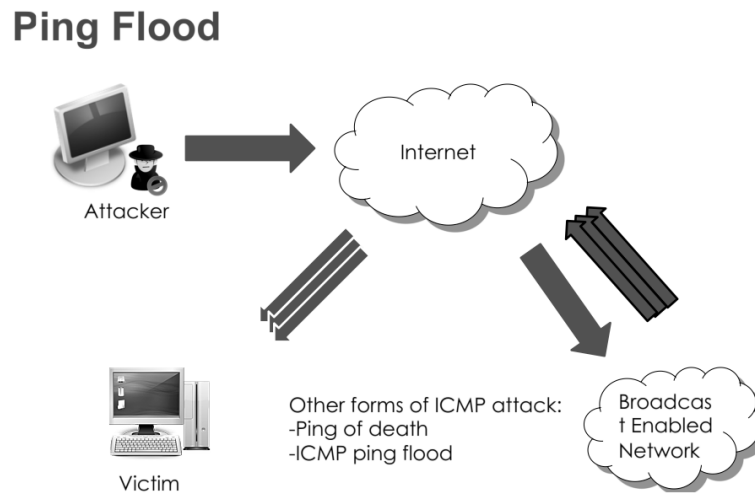 Ping Flood
Internet
Attacker
Other forms of ICMP attack:
-Ping of death
-ICMP ping flood
Broadcas
t Enabled
Network
Victim